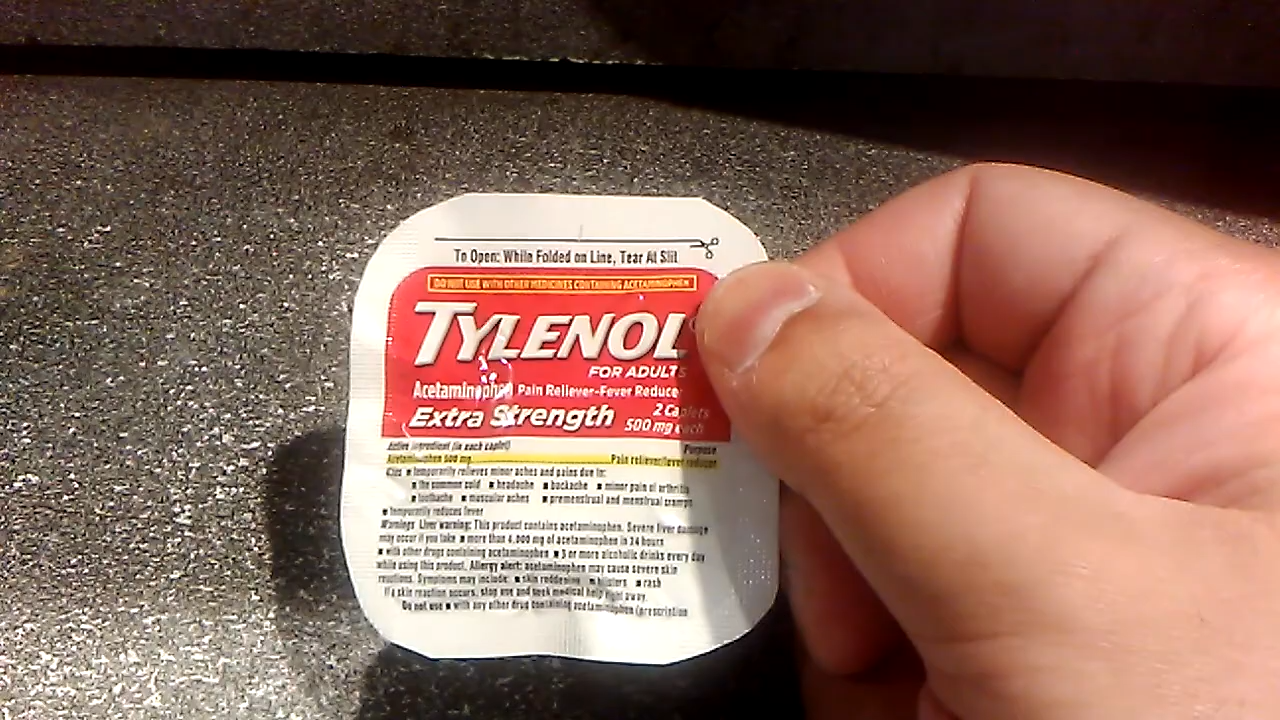 To Open: While Folded on Line, Tear At Slit
DO NOT USE WITH OTHER MEDICINES CONTAINING ACETAMINOPHEN
TYLENOL
FOR ADULTS
Acetaminophen Pain Reliever-Fever Reducer
Extra Strength 2 Caplets
500 mg each
Active ingredient (in each caplet) Purpose
Acetaminophen 500 mg Pain reliever/fever reducer
Uses ■ temporarily relieves minor aches and pains due to:
■ the common cold ■ headache ■ backache ■ minor pain of arthritis
■ toothache ■ muscular aches ■ premenstrual and menstrual cramps
■ temporarily reduces fever
Warnings Liver warning: This product contains acetaminophen. Severe liver damage
may occur if you take ■ more than 4,000 mg of acetaminophen in 24 hours
■ with other drugs containing acetaminophen ■ 3 or more alcoholic drinks every day
while using this product. Allergy alert: acetaminophen may cause severe skin
reactions. Symptoms may include: ■ skin reddening ■ blisters ■ rash
If a skin reaction occurs, stop use and seek medical help right away.
Do not use ■ with any other drug containing acetaminophen (prescription